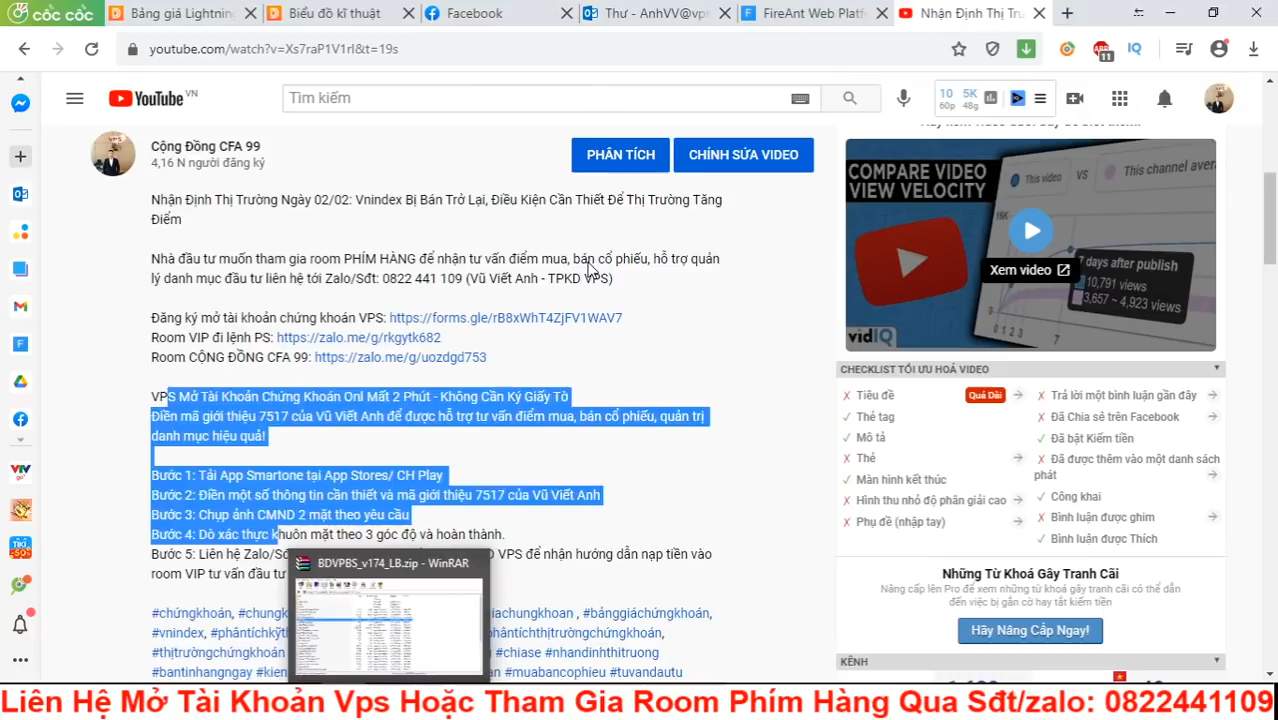 cốc cốc
Bảng giá Lightning
Biểu đồ kĩ thuật
Facebook
Thư - AnhVV@vps
FireAnt Web Platf
Nhận Định Thị Trư
youtube.com/watch?v=Xs7raP1V1rI&t=19s
11
IQ
YouTube VN
Tìm kiếm
10 5K
60p 48g
Cộng Đồng CFA 99
4,16 N người đăng ký
PHÂN TÍCH
CHỈNH SỬA VIDEO
Nhận Định Thị Trường Ngày 02/02: Vnindex Bị Bán Trở Lại, Điều Kiện Cần Thiết Để Thị Trường Tăng
Điểm
Nhà đầu tư muốn tham gia room PHÍM HÀNG để nhận tư vấn điểm mua, bán cổ phiếu, hỗ trợ quản
lý danh mục đầu tư liên hệ tới Zalo/Sđt: 0822 441 109 (Vũ Viết Anh - TPKD VPS)
Đăng ký mở tài khoản chứng khoán VPS: https://forms.gle/rB8xWhT4ZjFV1WAV7
Room VIP đi lệnh PS: https://zalo.me/g/rkgytk682
Room CỘNG ĐỒNG CFA 99: https://zalo.me/g/uozdgd753
VPS Mở Tài Khoản Chứng Khoán Onl Mất 2 Phút - Không Cần Ký Giấy Tờ
Điền mã giới thiệu 7517 của Vũ Viết Anh để được hỗ trợ tư vấn điểm mua, bán cổ phiếu, quản trị
danh mục hiệu quả!
Bước 1: Tải App Smartone tại App Stores/ CH Play
Bước 2: Điền một số thông tin cần thiết và mã giới thiệu 7517 của Vũ Viết Anh
Bước 3: Chụp ảnh CMND 2 mặt theo yêu cầu
Bước 4: Dò xác thực khuôn mặt theo 3 góc độ và hoàn thành.
Bước 5: Liên hệ Zalo/Sđ
VPS để nhận hướng dẫn nạp tiền vào
room VIP tư vấn đầu tư
BDVPBS_v174_LB.zip - WinRAR
#chứngkhoán, #chungk
iachungkhoan , #bảnggiáchứngkhoán,
#vnindex, #phântíchkỹt
#phântíchthịtrườngchứngkhoán,
#thịtrườngchứngkhoán,
#chiase #nhandinhthitruong
#bantinhangngay #kien
an #muabancophieu #tuvandautu
COMPARE VIDEO
VIEW VELOCITY
This video
VS
This channel avera
Xem video
7 days after publish
10,791 views
3,657 ~ 4,923 views
0 1 2 3
vidIQ
CHECKLIST TỐI ƯU HOÁ VIDEO
Tiêu đề
Quá Dài
Thẻ tag
Mô tả
Thẻ
Màn hình kết thúc
Hình thu nhỏ độ phân giải cao
Phụ đề (nhập tay)
Trả lời một bình luận gần đây
Đã Chia sẻ trên Facebook
Đã bật Kiếm tiền
Đã được thêm vào một danh sách
phát
Công khai
Bình luận được ghim
Bình luận được Thích
Những Từ Khoá Gây Tranh Cãi
Nâng cấp lên Pro để xem những từ khoá gây tranh cãi có thể dẫn
đến việc bị gắn cờ hay tắt kiếm tiền
Hãy Nâng Cấp Ngay!
KÊNH
Liên Hệ Mở Tài Khoản Vps Hoặc Tham Gia Room Phím Hàng Qua Sđt/zalo: 0822441109